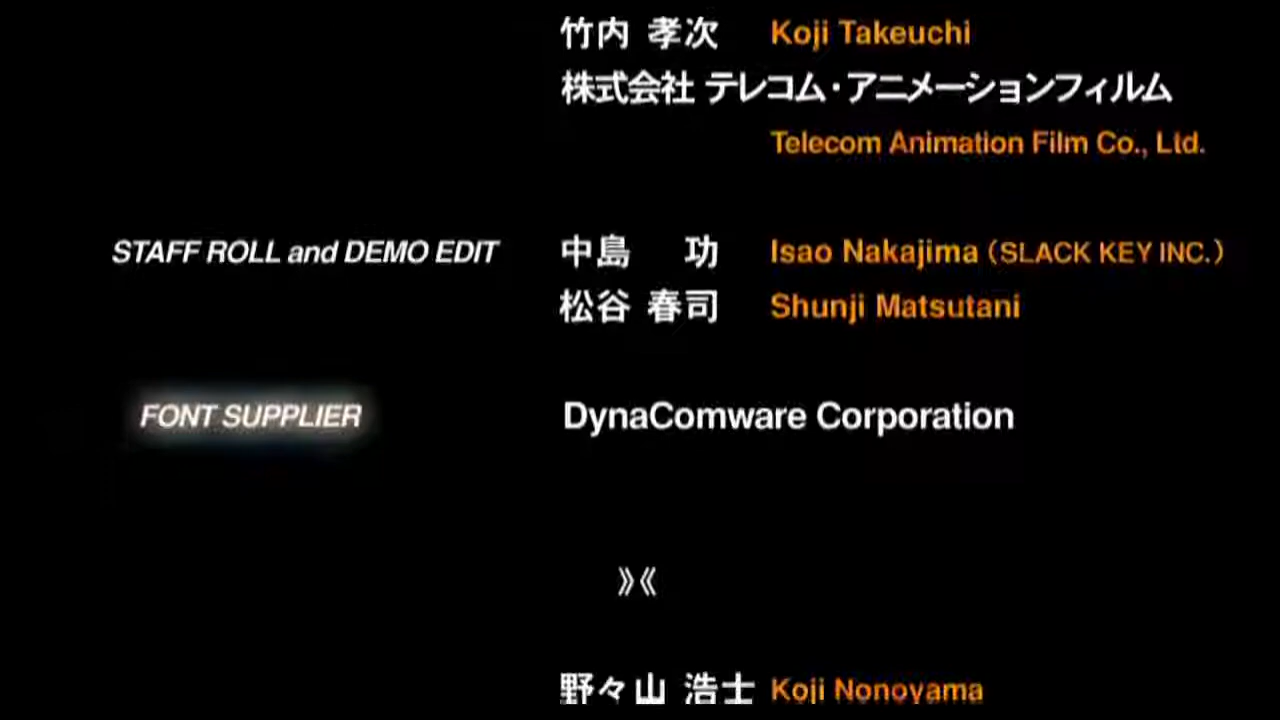 竹内 孝次 Koji Takeuchi
株式会社 テレコム・アニメーションフィルム
Telecom Animation Film Co., Ltd.
STAFF ROLL and DEMO EDIT 中島 功 Isao Nakajima (SLACK KEY INC.)
松谷 春司 Shunji Matsutani
FONT SUPPLIER DynaComware Corporation
》《
野々山 浩士 Koji Nonoyama